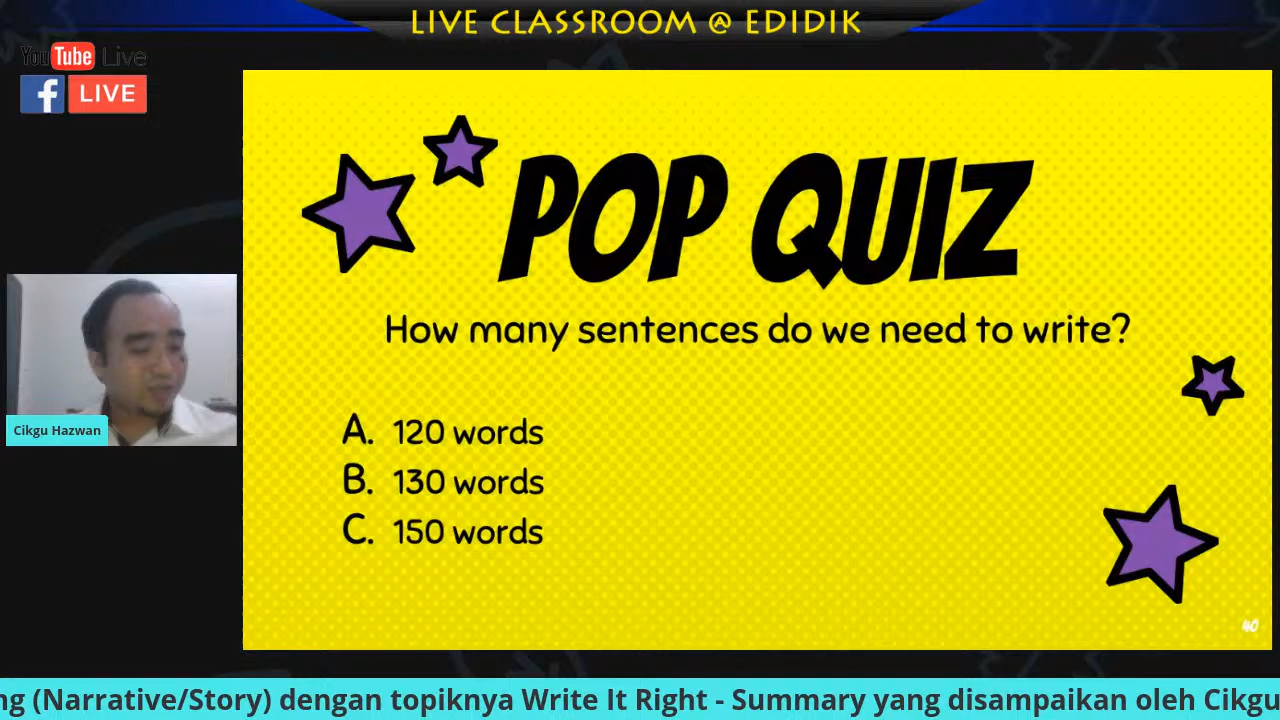 LIVE CLASSROOM @ EDIDIK
YouTube Live
f LIVE
POP QUIZ
How many sentences do we need to write?
A. 120 words
B. 130 words
C. 150 words
Cikgu Hazwan
40
ng (Narrative/Story) dengan topiknya Write It Right - Summary yang disampaikan oleh Cikgu